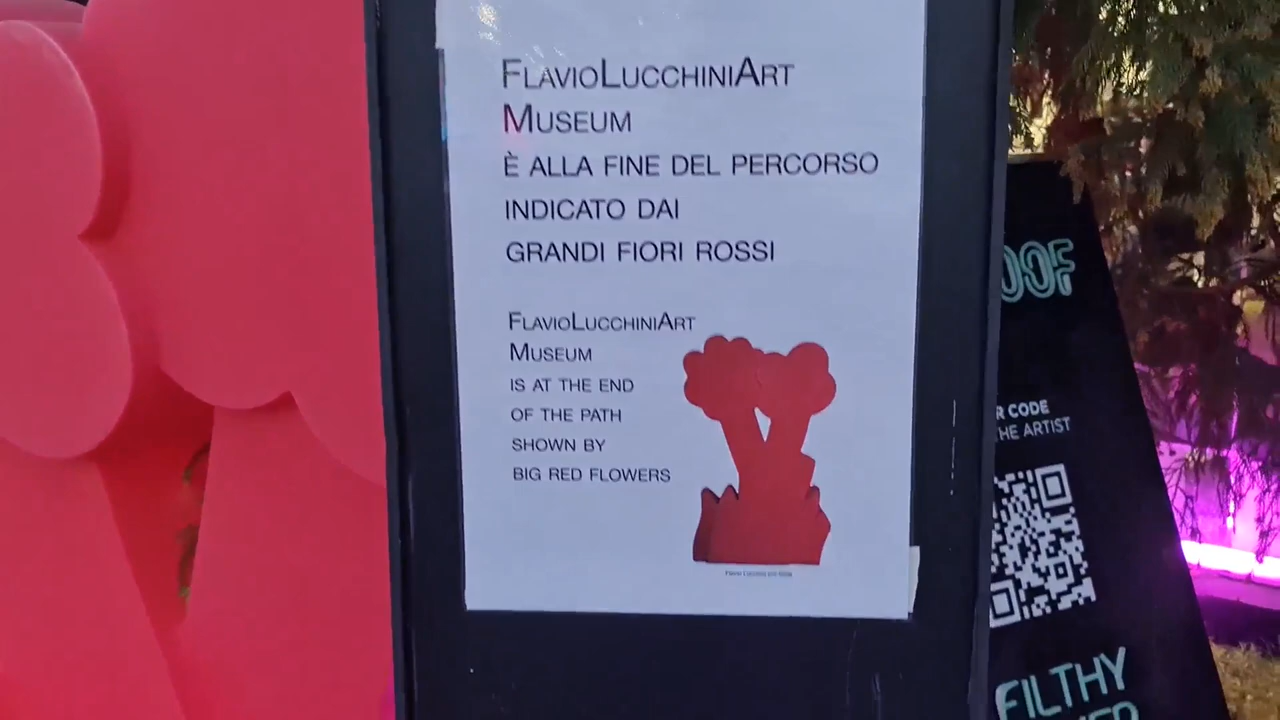 FLAVIOLUCCHINIART
MUSEUM
È ALLA FINE DEL PERCORSO
INDICATO DAI
GRANDI FIORI ROSSI
FLAVIOLUCCHINIART
MUSEUM
IS AT THE END
OF THE PATH
SHOWN BY
BIG RED FLOWERS
OOF
R CODE
HE ARTIST
FILTHY